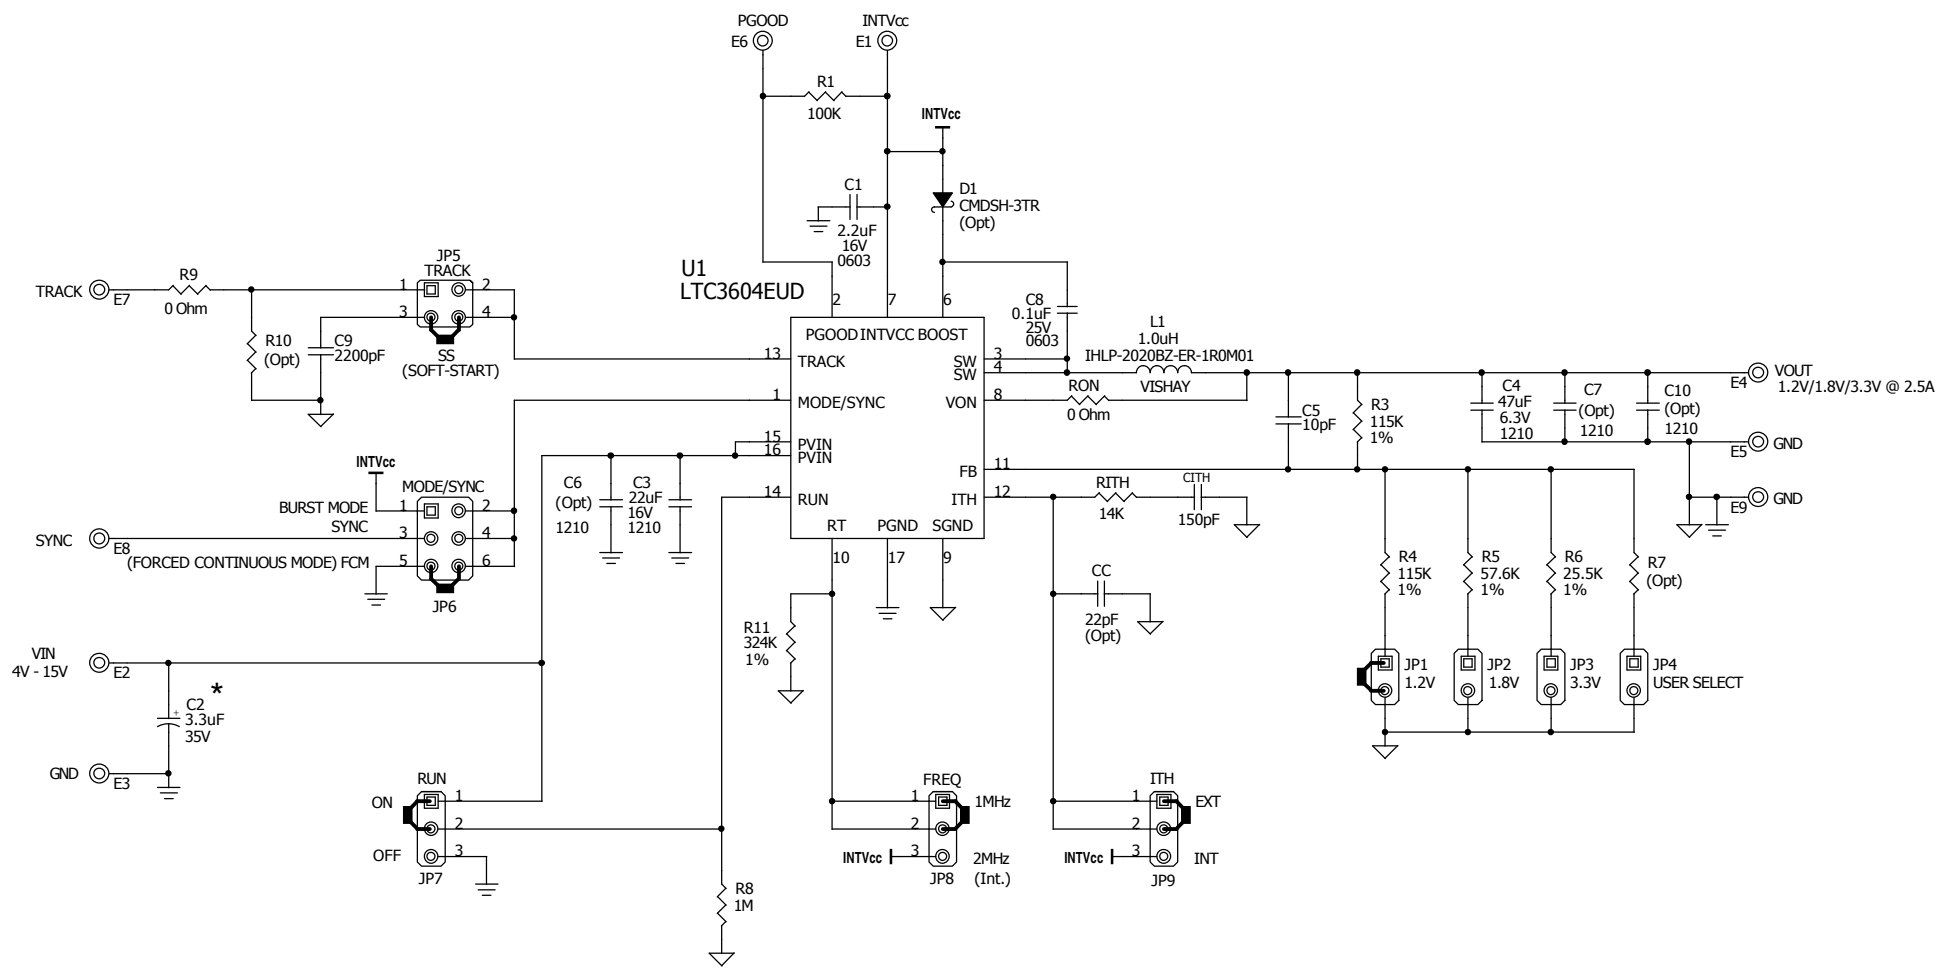 PGOOD
E6
INTVcc
E1
R1
100K
INTVcc
C1
2.2uF
16V
0603
D1
CMDSH-3TR
(Opt)
U1
LTC3604EUD
2
7
6
PGOOD
INTVCC
BOOST
C8
0.1uF
25V
0603
TRACK
E7
R9
0 Ohm
JP5
TRACK
1
2
3
4
SS
(SOFT-START)
R10
(Opt)
C9
2200pF
13
TRACK
1
MODE/SYNC
15
PVIN
16
PVIN
14
RUN
RT
PGND
SGND
10
17
9
SW
3
SW
4
VON
8
FB
11
ITH
12
L1
1.0uH
IHLP-2020BZ-ER-1R0M01
VISHAY
RON
0 Ohm
C5
10pF
R3
115K
1%
C4
47uF
6.3V
1210
C7
(Opt)
1210
C10
(Opt)
1210
E4
VOUT
1.2V/1.8V/3.3V @ 2.5A
E5
GND
E9
GND
INTVcc
MODE/SYNC
BURST MODE
1
2
SYNC
3
4
(FORCED CONTINUOUS MODE) FCM
5
6
JP6
SYNC
E8
C6
(Opt)
1210
C3
22uF
16V
1210
RITH
14K
CITH
150pF
CC
22pF
(Opt)
R11
324K
1%
R4
115K
1%
R5
57.6K
1%
R6
25.5K
1%
R7
(Opt)
JP1
1.2V
JP2
1.8V
JP3
3.3V
JP4
USER SELECT
VIN
4V - 15V
E2
*
C2
+
3.3uF
35V
GND
E3
RUN
ON
1
2
OFF
3
JP7
R8
1M
FREQ
1
1MHz
2
INTVcc
3
2MHz
(Int.)
JP8
ITH
1
EXT
2
INTVcc
3
INT
JP9